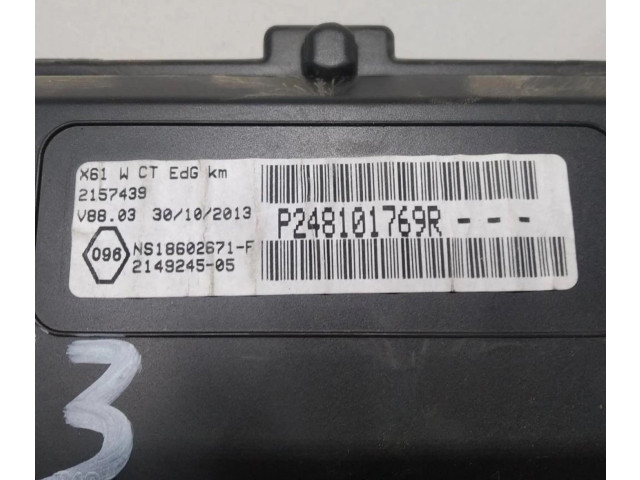 X61 W CT EdG km
2157439
V88.03 30/10/2013
P248101769R - - -
096
NS18602671-F
2149245-05
3